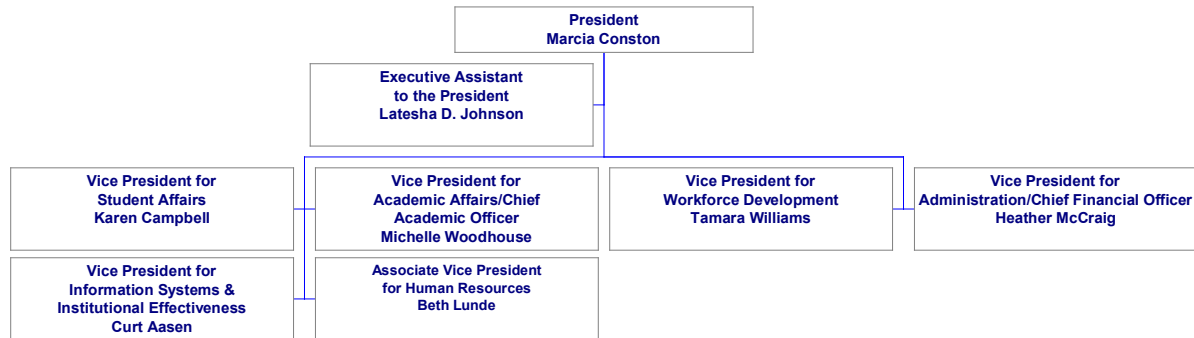 President
Marcia Conston
Executive Assistant
to the President
Latesha D. Johnson
Vice President for
Student Affairs
Karen Campbell
Vice President for
Academic Affairs/Chief
Academic Officer
Michelle Woodhouse
Vice President for
Workforce Development
Tamara Williams
Vice President for
Administration/Chief Financial Officer
Heather McCraig
Vice President for
Information Systems &
Institutional Effectiveness
Curt Aasen
Associate Vice President
for Human Resources
Beth Lunde